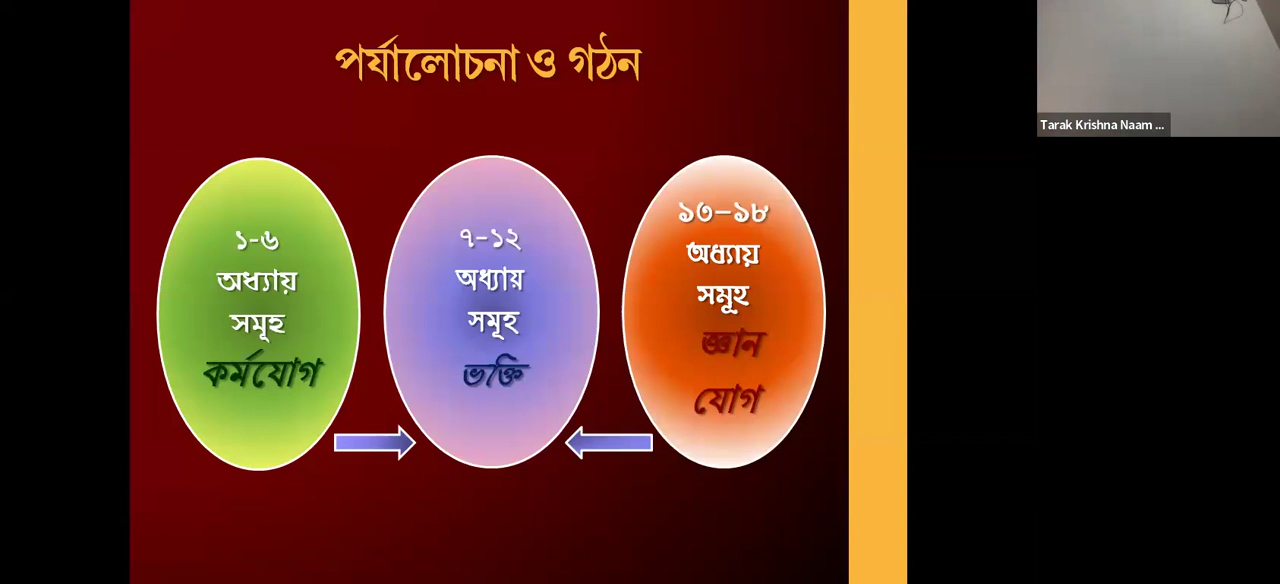 পর্যালোচনা ও গঠন
১-৬
অধ্যায়
সমূহ
কর্মযোগ
৭-১২
অধ্যায়
সমূহ
ভক্তি
১৩-১৮
অধ্যায়
সমূহ
জ্ঞান
যোগ
Tarak Krishna Naam ...